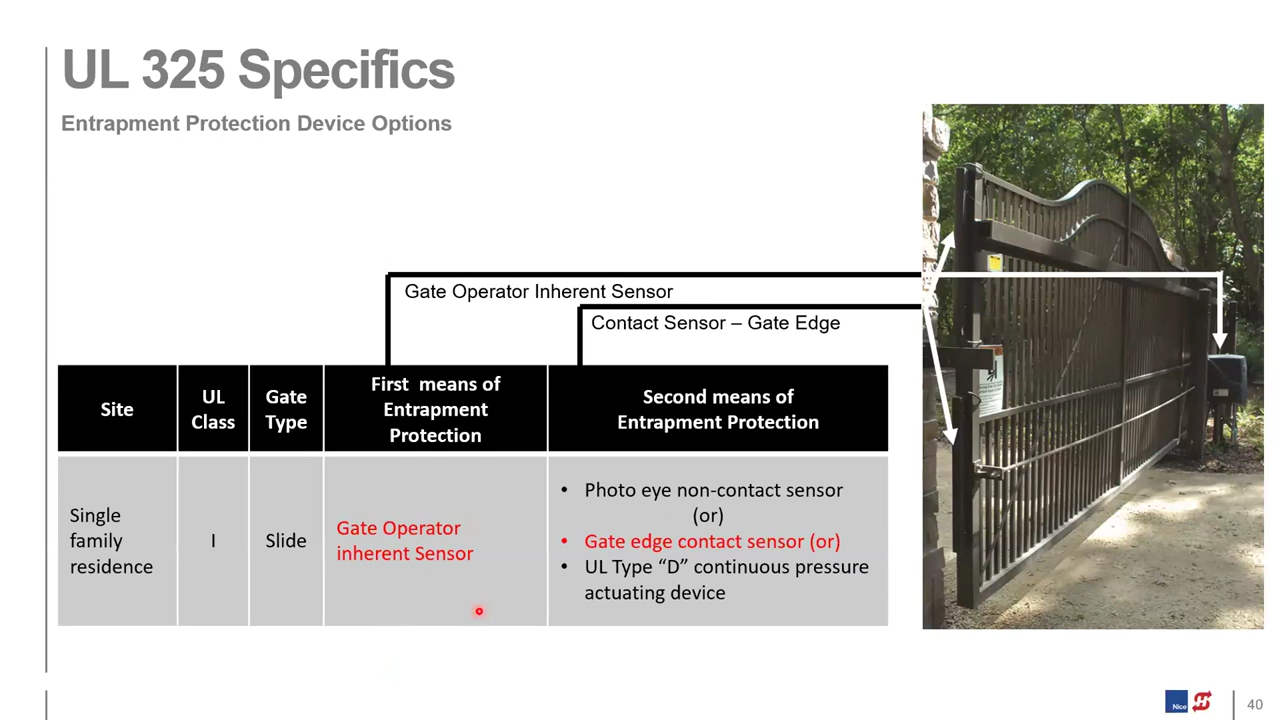 UL 325 Specifics
Entrapment Protection Device Options
Gate Operator Inherent Sensor
Contact Sensor – Gate Edge
Site
UL
Class
Gate
Type
First means of
Entrapment
Protection
Second means of
Entrapment Protection
Single
family
residence
I
Slide
Gate Operator
inherent Sensor
• Photo eye non-contact sensor
(or)
• Gate edge contact sensor (or)
• UL Type “D” continuous pressure
actuating device
Nice
H
40